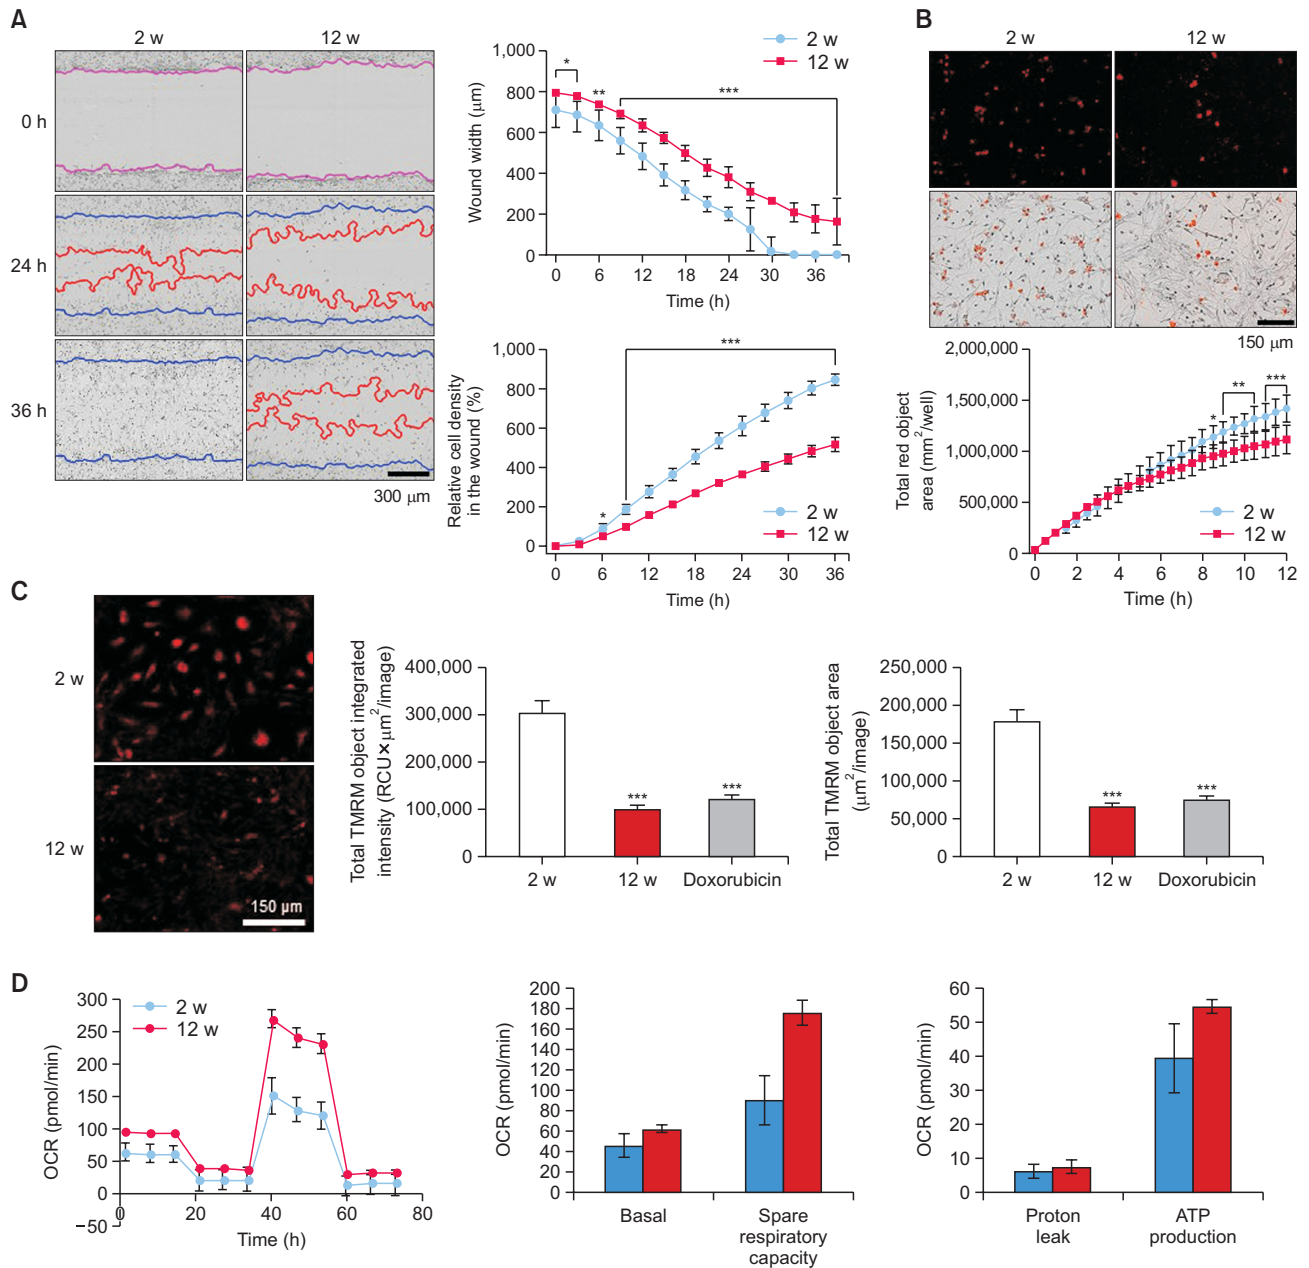 A
2 w
12 w
0 h
24 h
36 h
300 μm
1,000
800
600
400
200
0
Wound width (μm)
0
6
12
18
24
30
36
Time (h)
2 w
12 w
*
**
***
1,000
800
600
400
200
0
Relative cell density
in the wound (%)
0
6
12
18
24
30
36
Time (h)
2 w
12 w
*
***
B
2 w
12 w
150 μm
2,000,000
1,500,000
1,000,000
500,000
0
Total red object
area (mm²/well)
0
2
4
6
8
10
12
Time (h)
2 w
12 w
*
**
***
C
2 w
12 w
150 μm
400,000
300,000
200,000
100,000
0
Total TMRM object integrated
intensity (RCU×μm²/image)
***
***
2 w
12 w
Doxorubicin
250,000
200,000
150,000
100,000
50,000
0
Total TMRM object area
(μm²/image)
***
***
2 w
12 w
Doxorubicin
D
300
250
200
150
100
50
0
−50
OCR (pmol/min)
0
20
40
60
80
Time (h)
2 w
12 w
200
180
160
140
120
100
80
60
40
20
0
OCR (pmol/min)
Basal
Spare
respiratory
capacity
60
50
40
30
20
10
0
OCR (pmol/min)
Proton
leak
ATP
production